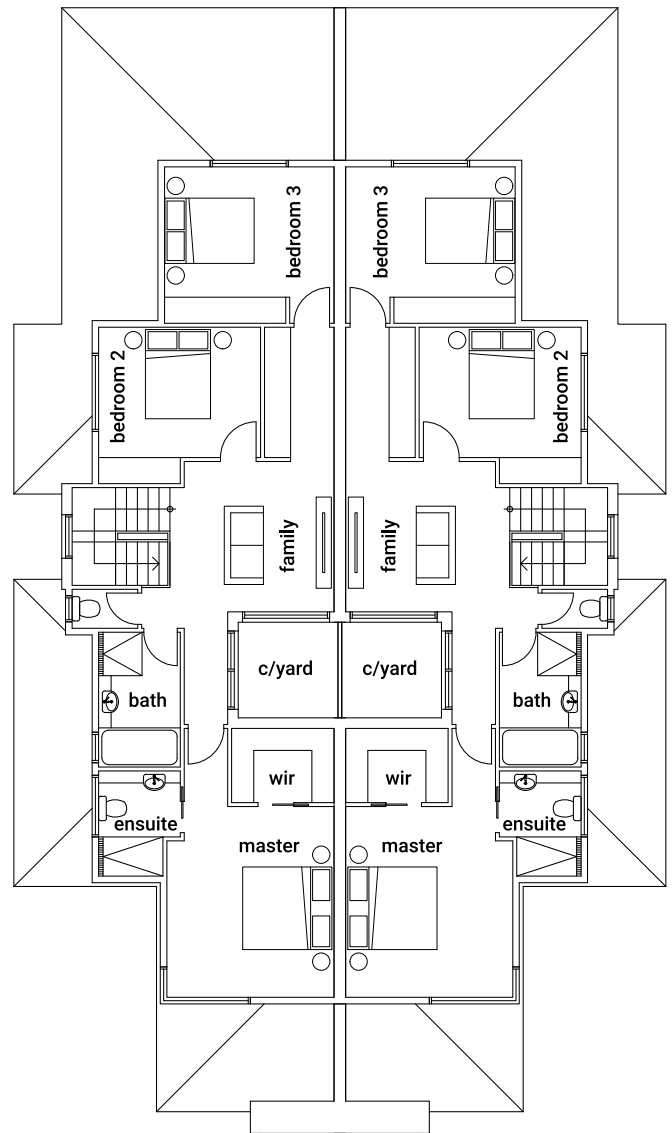 bedroom 3
bedroom 3
bedroom 2
bedroom 2
family
family
c/yard
c/yard
bath
bath
wir
wir
ensuite
ensuite
master
master